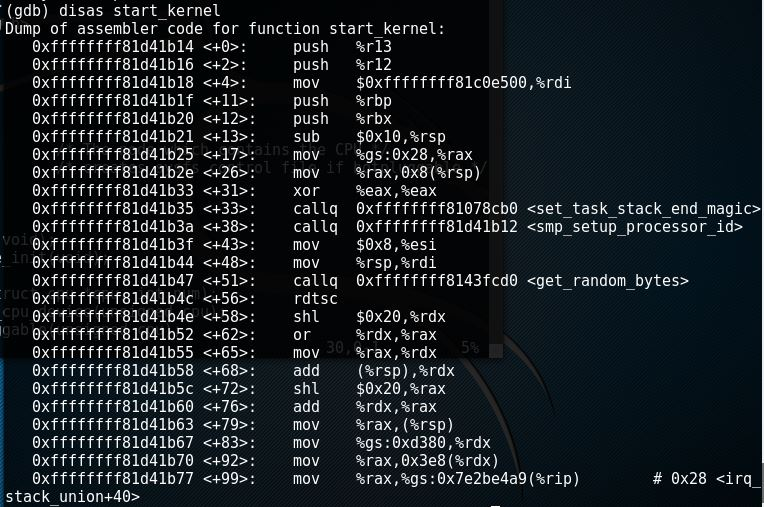 (gdb) disas start_kernel
Dump of assembler code for function start_kernel:
   0xffffffff81d41b14 <+0>:     push   %r13
   0xffffffff81d41b16 <+2>:     push   %r12
   0xffffffff81d41b18 <+4>:     mov    $0xffffffff81c0e500,%rdi
   0xffffffff81d41b1f <+11>:    push   %rbp
   0xffffffff81d41b20 <+12>:    push   %rbx
   0xffffffff81d41b21 <+13>:    sub    $0x10,%rsp
   0xffffffff81d41b25 <+17>:    mov    %gs:0x28,%rax
   0xffffffff81d41b2e <+26>:    mov    %rax,0x8(%rsp)
   0xffffffff81d41b33 <+31>:    xor    %eax,%eax
   0xffffffff81d41b35 <+33>:    callq  0xffffffff81078cb0 <set_task_stack_end_magic>
   0xffffffff81d41b3a <+38>:    callq  0xffffffff81d41b12 <smp_setup_processor_id>
   0xffffffff81d41b3f <+43>:    mov    $0x8,%esi
   0xffffffff81d41b44 <+48>:    mov    %rsp,%rdi
   0xffffffff81d41b47 <+51>:    callq  0xffffffff8143fcd0 <get_random_bytes>
   0xffffffff81d41b4c <+56>:    rdtsc
   0xffffffff81d41b4e <+58>:    shl    $0x20,%rdx
   0xffffffff81d41b52 <+62>:    or     %rdx,%rax
   0xffffffff81d41b55 <+65>:    mov    %rax,%rdx
   0xffffffff81d41b58 <+68>:    add    (%rsp),%rdx
   0xffffffff81d41b5c <+72>:    shl    $0x20,%rax
   0xffffffff81d41b60 <+76>:    add    %rdx,%rax
   0xffffffff81d41b63 <+79>:    mov    %rax,(%rsp)
   0xffffffff81d41b67 <+83>:    mov    %gs:0xd380,%rdx
   0xffffffff81d41b70 <+92>:    mov    %rax,0x3e8(%rdx)
   0xffffffff81d41b77 <+99>:    mov    %rax,%gs:0x7e2be4a9(%rip)        # 0x28 <irq_
stack_union+40>